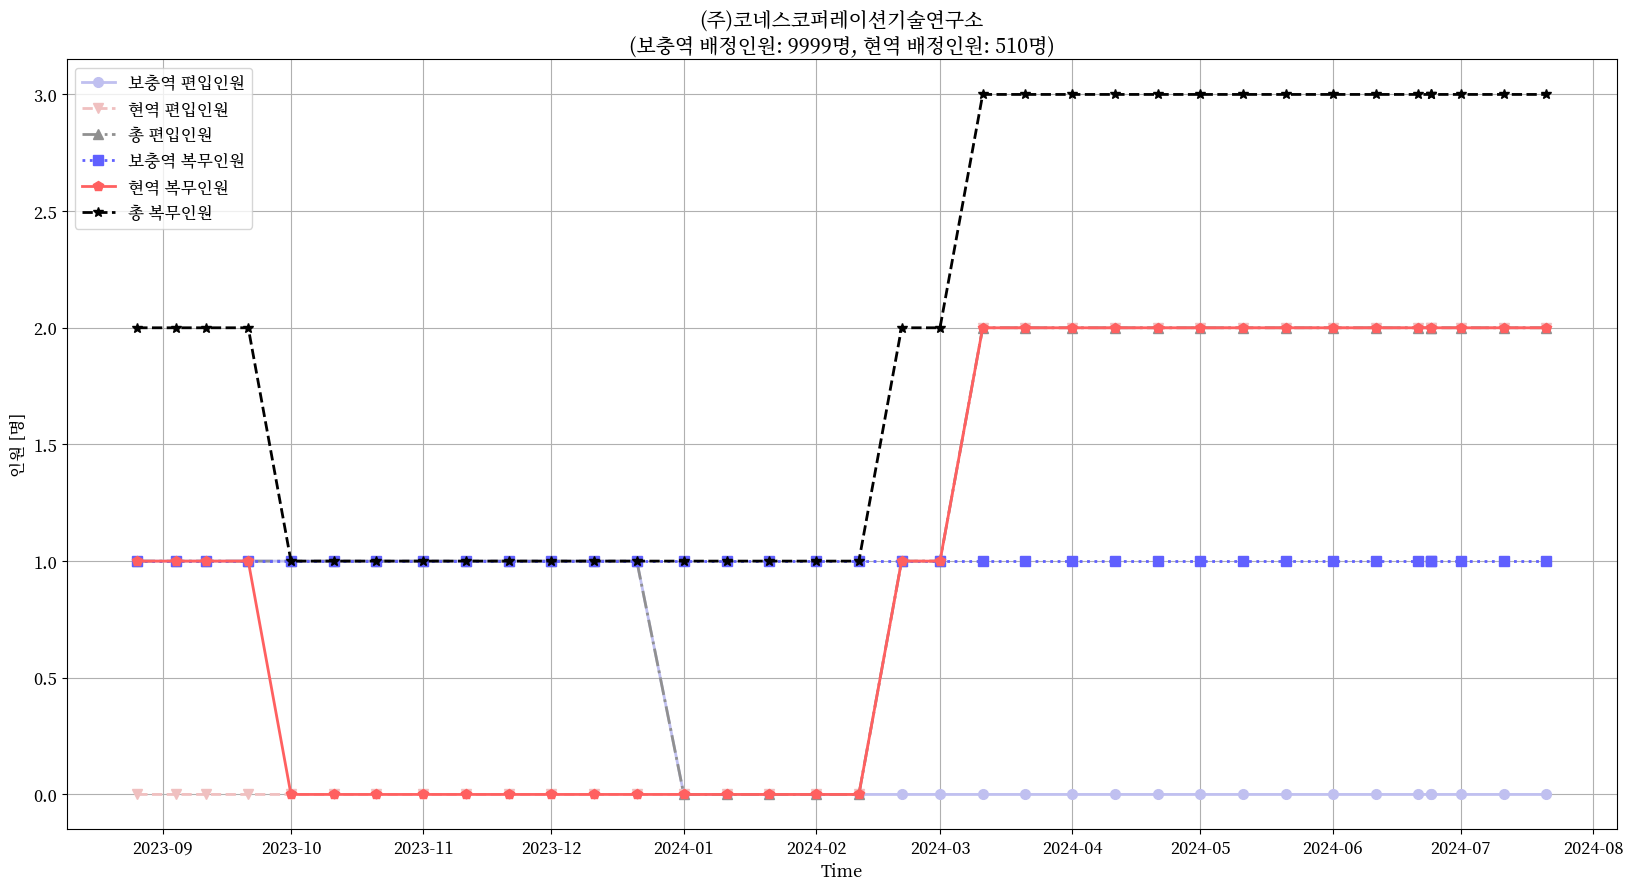 (주)코네스코퍼레이션기술연구소
(보충역 배정인원: 9999명, 현역 배정인원: 510명)
보충역 편입인원
현역 편입인원
총 편입인원
보충역 복무인원
현역 복무인원
총 복무인원
인원 [명]
3.0
2.5
2.0
1.5
1.0
0.5
0.0
2023-09 2023-10 2023-11 2023-12 2024-01 2024-02 2024-03 2024-04 2024-05 2024-06 2024-07 2024-08
Time